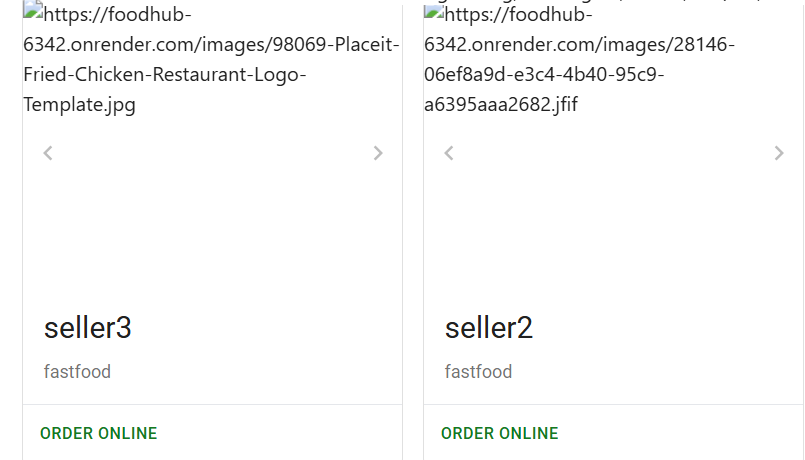 https://foodhub-
6342.onrender.com/images/98069-Placeit-
Fried-Chicken-Restaurant-Logo-
Template.jpg
seller3
fastfood
ORDER ONLINE
https://foodhub-
6342.onrender.com/images/28146-
06ef8a9d-e3c4-4b40-95c9-
a6395aaa2682.jfif
seller2
fastfood
ORDER ONLINE